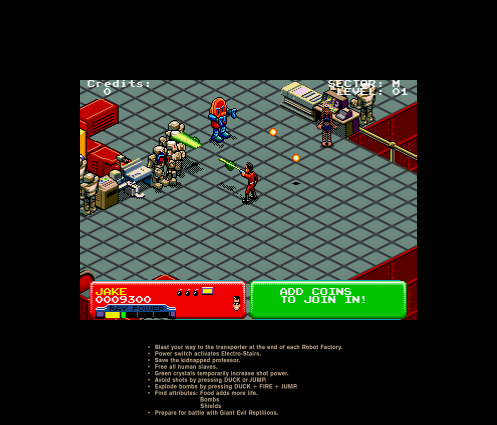 Credits:
0
SECTOR: M
LEVEL: 01
JAKE
0009300
RAY POWER
ADD COINS
TO JOIN IN!
• Blast your way to the transporter at the end of each Robot Factory.
• Power switch activates Electro-Stairs.
• Save the kidnapped professor.
• Free all human slaves.
• Green crystals temporarily increase shot power.
• Avoid shots by pressing DUCK or JUMP.
• Explode bombs by pressing DUCK + FIRE + JUMP.
• Find attributes: Food adds more life.
Bombs
Shields
• Prepare for battle with Giant Evil Reptilons.